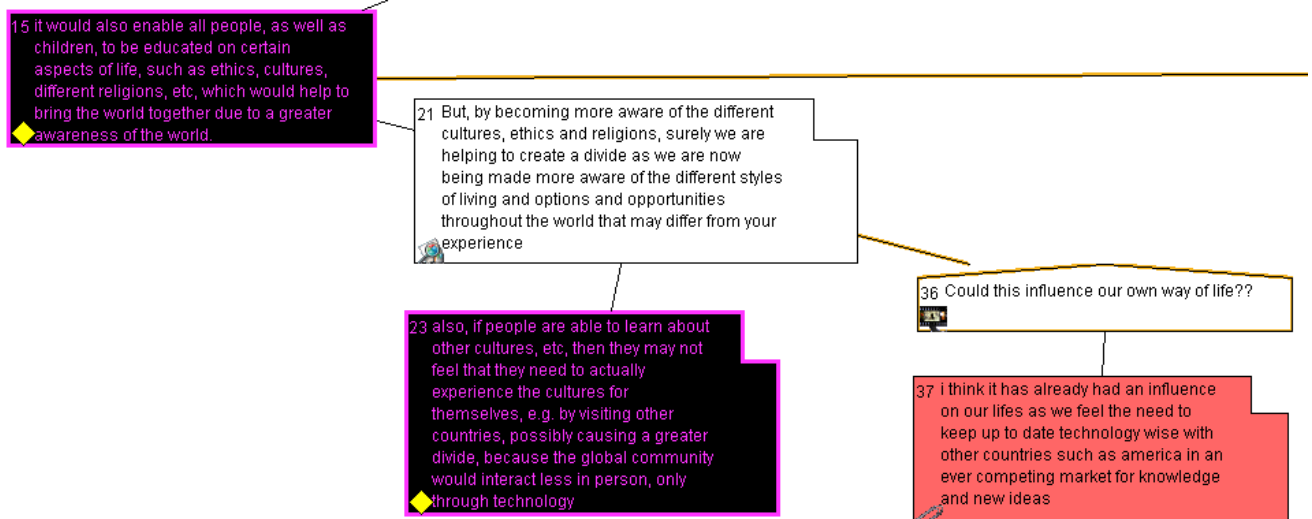 15 it would also enable all people, as well as
children, to be educated on certain
aspects of life, such as ethics, cultures,
different religions, etc, which would help to
bring the world together due to a greater
awareness of the world.
21 But, by becoming more aware of the different
cultures, ethics and religions, surely we are
helping to create a divide as we are now
being made more aware of the different styles
of living and options and opportunities
throughout the world that may differ from your
experience
23 also, if people are able to learn about
other cultures, etc, then they may not
feel that they need to actually
experience the cultures for
themselves, e.g. by visiting other
countries, possibly causing a greater
divide, because the global community
would interact less in person, only
through technology
36 Could this influence our own way of life??
37 i think it has already had an influence
on our lifes as we feel the need to
keep up to date technology wise with
other countries such as america in an
ever competing market for knowledge
and new ideas